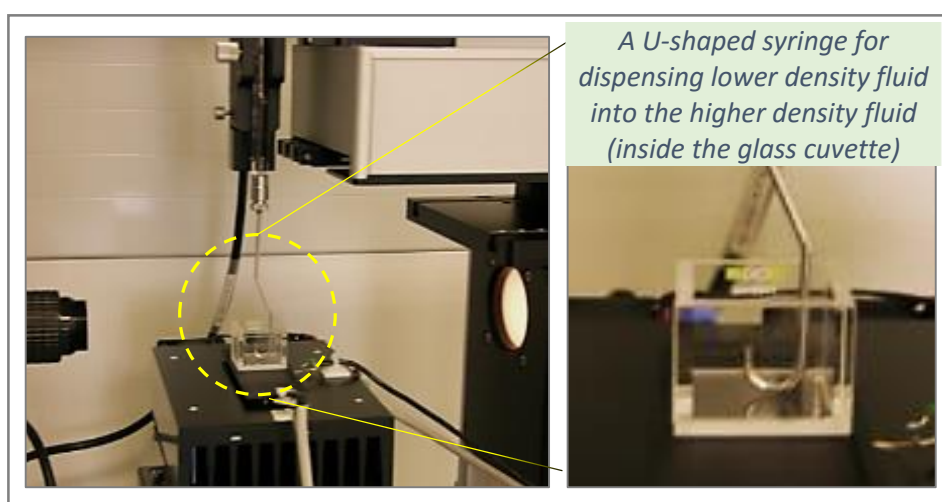 A U-shaped syringe for
dispensing lower density fluid
into the higher density fluid
(inside the glass cuvette)